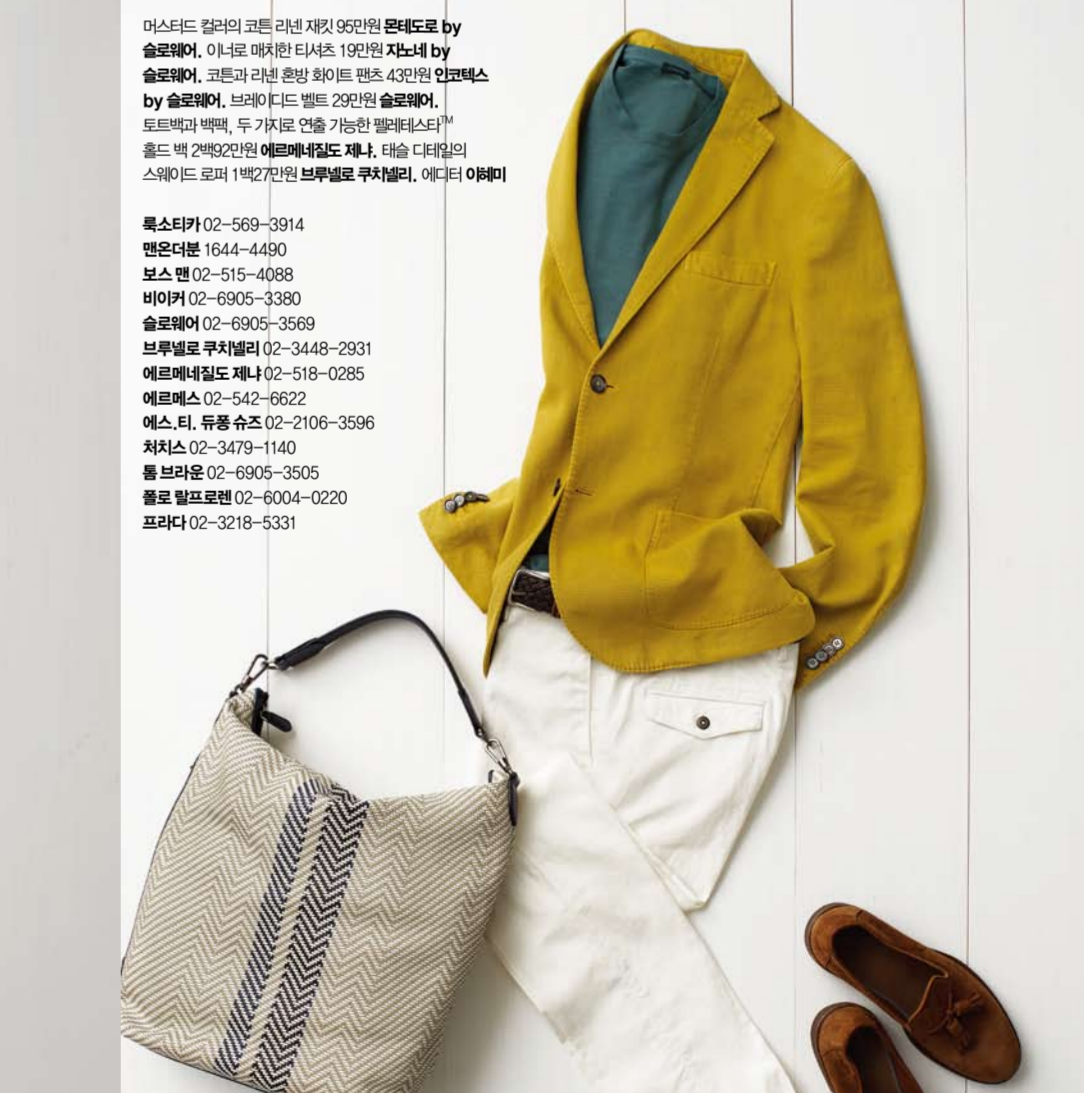 머스터드 컬러의 코튼 리넨 재킷 95만원 몬테도로 by
슬로웨어. 이너로 매치한 티셔츠 19만원 자노네 by
슬로웨어. 코튼과 리넨 혼방 화이트 팬츠 43만원 인코텍스
by 슬로웨어. 브레이디드 벨트 29만원 슬로웨어.
토트백과 백팩, 두 가지로 연출 가능한 펠레테스타™
홀드 백 2백92만원 에르메네질도 제냐. 태슬 디테일의
스웨이드 로퍼 1백27만원 브루넬로 쿠치넬리. 에디터 이혜미
룩소티카 02-569-3914
맨온더분 1644-4490
보스 맨 02-515-4088
비이커 02-6905-3380
슬로웨어 02-6905-3569
브루넬로 쿠치넬리 02-3448-2931
에르메네질도 제냐 02-518-0285
에르메스 02-542-6622
에스.티. 듀퐁 슈즈 02-2106-3596
처치스 02-3479-1140
톰 브라운 02-6905-3505
폴로 랄프로렌 02-6004-0220
프라다 02-3218-5331